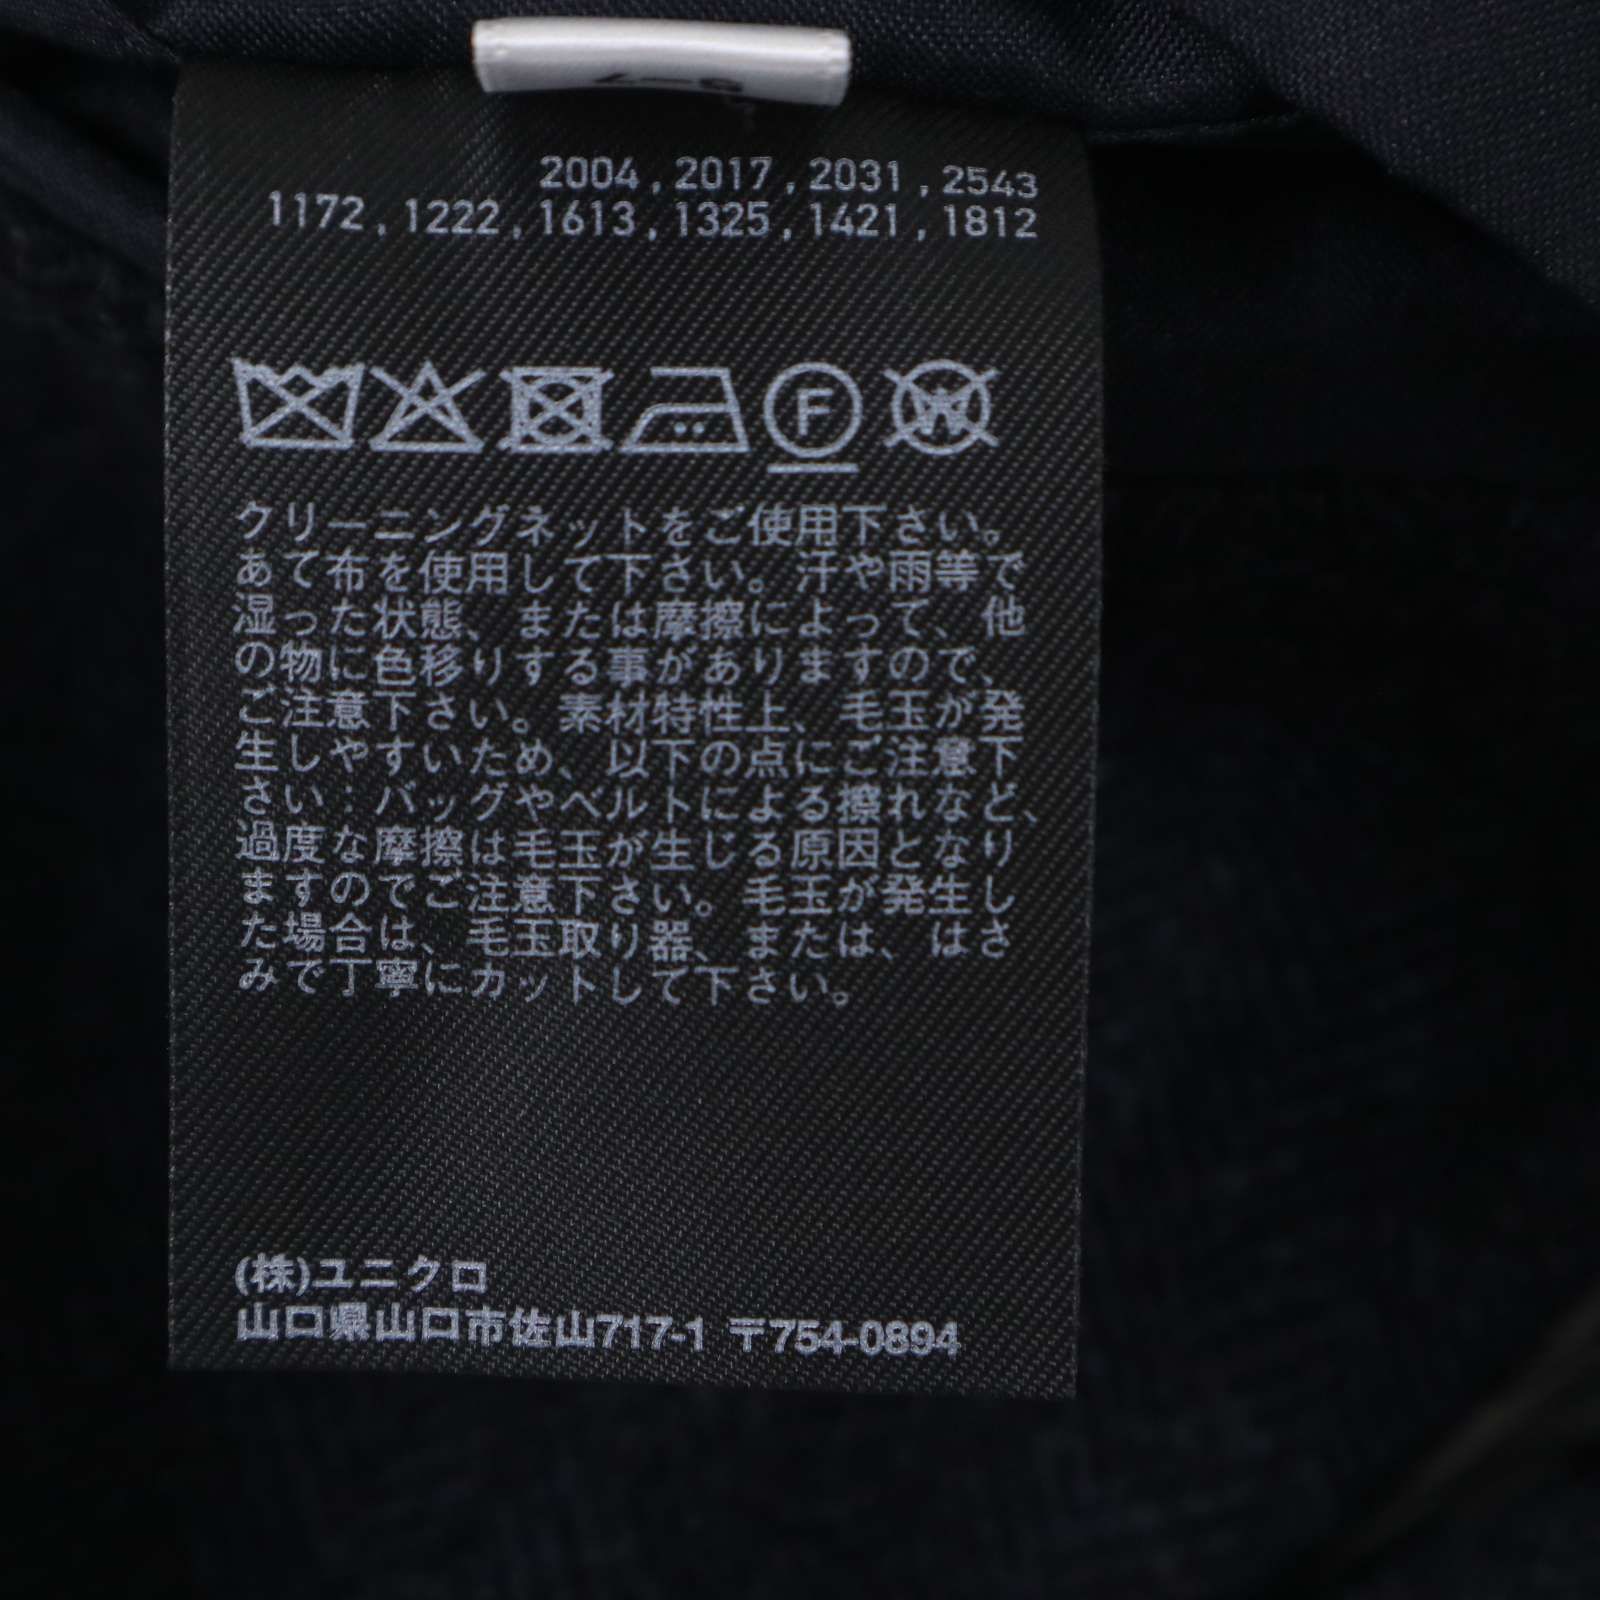 2004 , 2017 , 2031 , 2543
1172 , 1222 , 1613 , 1325 , 1421 , 1812
F
W
クリーニングネットをご使用下さい。
あて布を使用して下さい。汗や雨等で
湿った状態、または摩擦によって、他
の物に色移りする事がありますので、
ご注意下さい。素材特性上、毛玉が発
生しやすいため、以下の点にご注意下
さい：バッグやベルトによる擦れなど、
過度な摩擦は毛玉が生じる原因となり
ますのでご注意下さい。毛玉が発生し
た場合は、毛玉取り器、または、はさ
みで丁寧にカットして下さい。
(株)ユニクロ
山口県山口市佐山717-1 〒754-0894